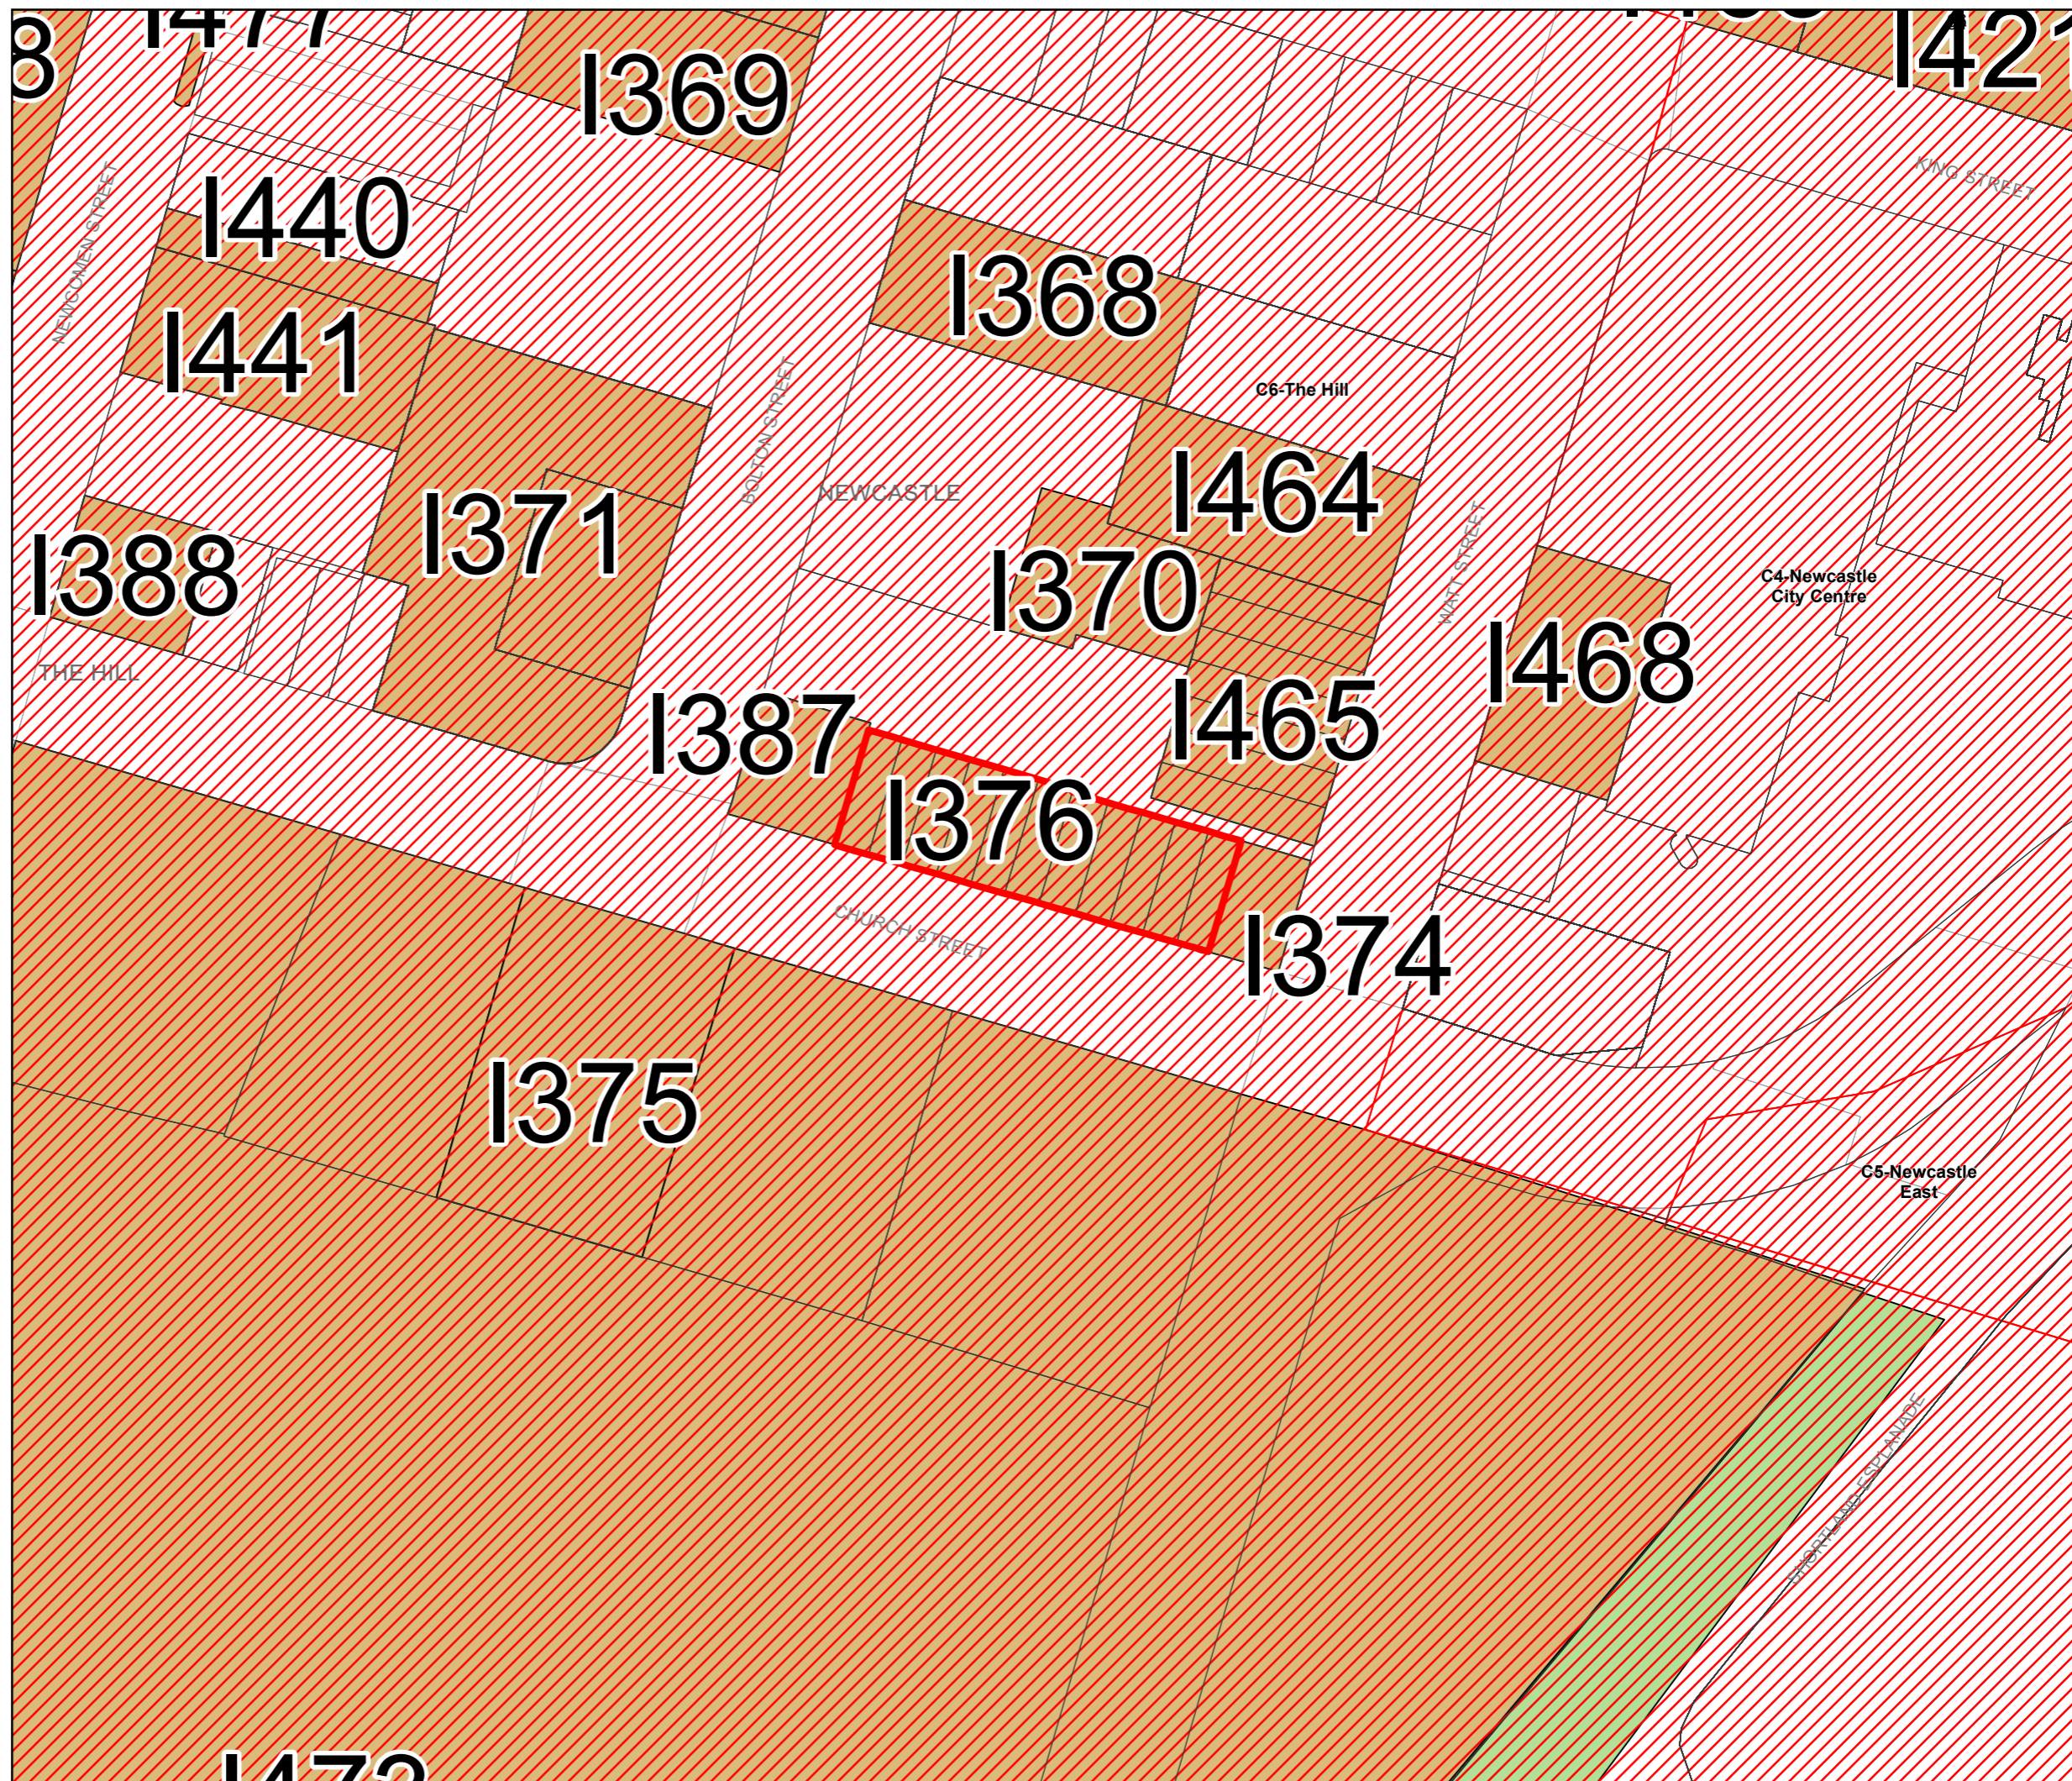 I477
I369
I421
8
KING STREET
NEWCOMEN STREET
I440
I368
I441
C6-The Hill
BOLTON STREET
NEWCASTLE
I464
I371
WATT STREET
I388
I370
C4-Newcastle
City Centre
THE HILL
I468
I387
I465
I376
CHURCH STREET
I374
I375
C5-Newcastle
East
SHORTLAND ESPLANADE